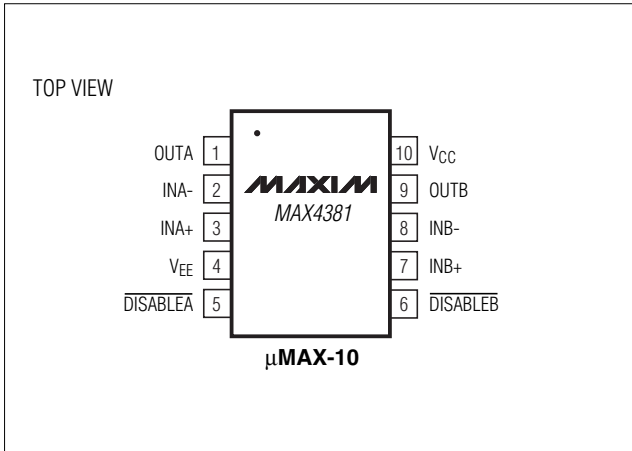 TOP VIEW
OUTA 1 10 VCC
INA- 2 MAXIM 9 OUTB
MAX4381
INA+ 3 8 INB-
VEE 4 7 INB+
DISABLEA 5 6 DISABLEB
µMAX-10